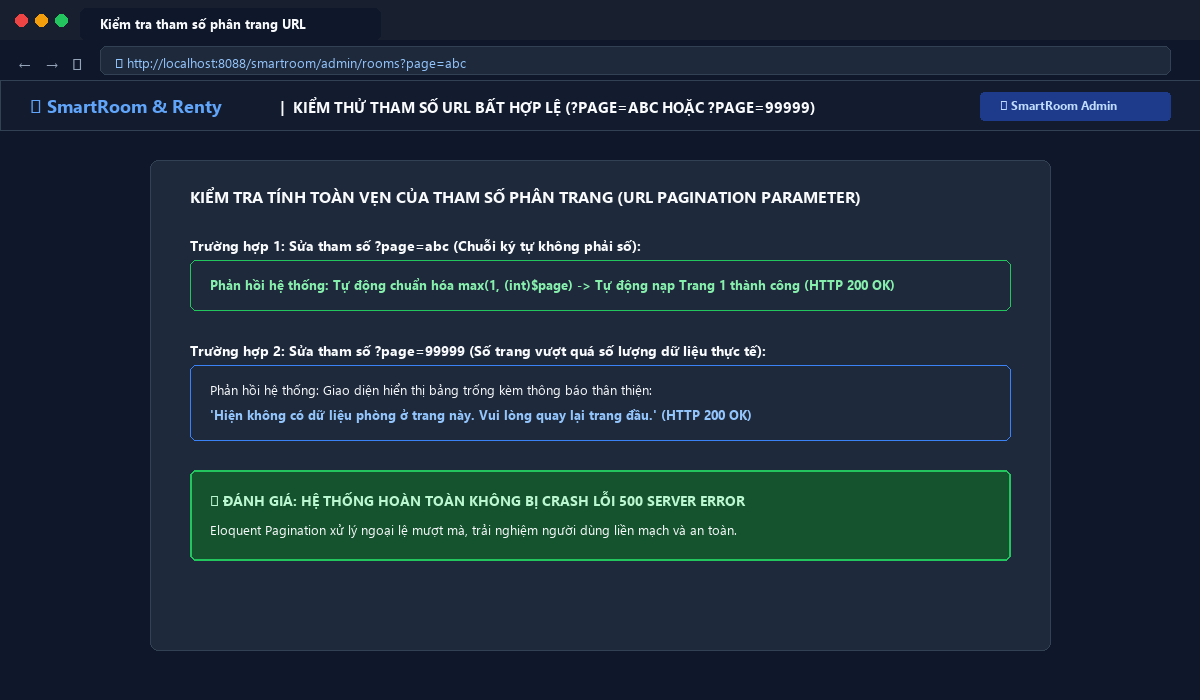 Kiểm tra tham số phân trang URL
← →
http://localhost:8088/smartroom/admin/rooms?page=abc
SmartRoom & Renty
| KIỂM THỬ THAM SỐ URL BẤT HỢP LỆ (?PAGE=ABC HOẶC ?PAGE=99999)
SmartRoom Admin
KIỂM TRA TÍNH TOÀN VẸN CỦA THAM SỐ PHÂN TRANG (URL PAGINATION PARAMETER)
Trường hợp 1: Sửa tham số ?page=abc (Chuỗi ký tự không phải số):
Phản hồi hệ thống: Tự động chuẩn hóa max(1, (int)$page) -> Tự động nạp Trang 1 thành công (HTTP 200 OK)
Trường hợp 2: Sửa tham số ?page=99999 (Số trang vượt quá số lượng dữ liệu thực tế):
Phản hồi hệ thống: Giao diện hiển thị bảng trống kèm thông báo thân thiện:
'Hiện không có dữ liệu phòng ở trang này. Vui lòng quay lại trang đầu.' (HTTP 200 OK)
ĐÁNH GIÁ: HỆ THỐNG HOÀN TOÀN KHÔNG BỊ CRASH LỖI 500 SERVER ERROR
Eloquent Pagination xử lý ngoại lệ mượt mà, trải nghiệm người dùng liền mạch và an toàn.